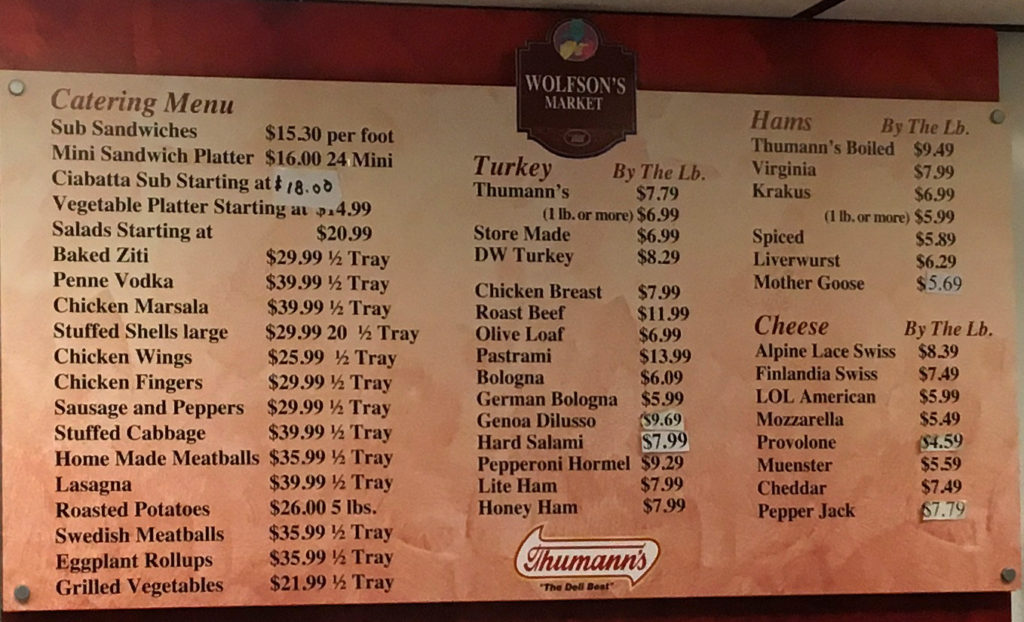 WOLFSON'S
MARKET
Catering Menu
Sub Sandwiches $15.30 per foot
Mini Sandwich Platter $16.00 24 Mini
Ciabatta Sub Starting at $18.00
Vegetable Platter Starting at $14.99
Salads Starting at $20.99
Baked Ziti $29.99 ½ Tray
Penne Vodka $39.99 ½ Tray
Chicken Marsala $39.99 ½ Tray
Stuffed Shells large $29.99 20 ½ Tray
Chicken Wings $25.99 ½ Tray
Chicken Fingers $29.99 ½ Tray
Sausage and Peppers $29.99 ½ Tray
Stuffed Cabbage $39.99 ½ Tray
Home Made Meatballs $35.99 ½ Tray
Lasagna $39.99 ½ Tray
Roasted Potatoes $26.00 5 lbs.
Swedish Meatballs $35.99 ½ Tray
Eggplant Rollups $35.99 ½ Tray
Grilled Vegetables $21.99 ½ Tray
Turkey By The Lb.
Thumann's $7.79
(1 lb. or more) $6.99
Store Made $6.99
DW Turkey $8.29
Chicken Breast $7.99
Roast Beef $11.99
Olive Loaf $6.99
Pastrami $13.99
Bologna $6.09
German Bologna $5.99
Genoa Dilusso $9.69
Hard Salami $7.99
Pepperoni Hormel $9.29
Lite Ham $7.99
Honey Ham $7.99
Thumann's
"The Deli Best"
Hams By The Lb.
Thumann's Boiled $9.49
Virginia $7.99
Krakus $6.99
(1 lb. or more) $5.99
Spiced $5.89
Liverwurst $6.29
Mother Goose $5.69
Cheese By The Lb.
Alpine Lace Swiss $8.39
Finlandia Swiss $7.49
LOL American $5.99
Mozzarella $5.49
Provolone $4.59
Muenster $5.59
Cheddar $7.49
Pepper Jack $7.79